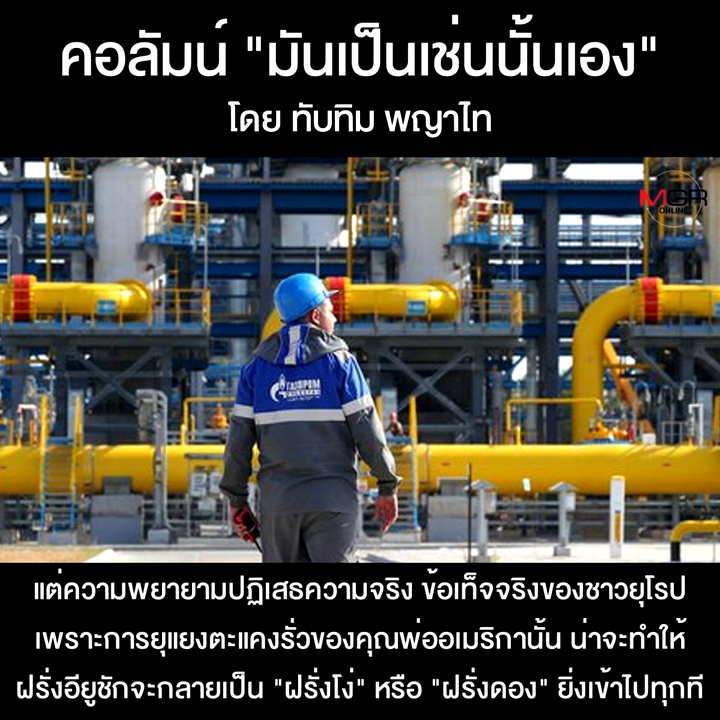 คอลัมน์ "มันเป็นเช่นนั้นเอง"
โดย ทับทิม พญาไท
MGR
ONLINE
ГАЗПРОМ
แต่ความพยายามปฏิเสธความจริง ข้อเท็จจริงของชาวยุโรป
เพราะการยุแยงตะแคงรั่วของคุณพ่ออเมริกานั้น น่าจะทำให้
ฝรั่งอียูชักจะกลายเป็น "ฝรั่งโง่" หรือ "ฝรั่งดอง" ยิ่งเข้าไปทุกที